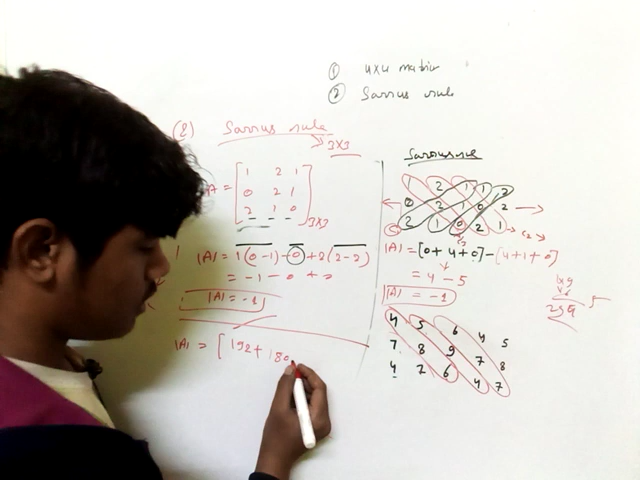 ① 4x4 matrix
② Sarrus rule
(2) Sarrus rule
→ 3x3
A = [ 1 2 1
0 2 1
2 1 0 ] 3x3
|A| = 1(0-1) - 0 + 2(2-2)
= -1 - 0 + 0
|A| = -1
|A| = [192 + 180
Sarrus rule
1 2 1 1 2
0 2 1 0 2
2 1 0 2 1
|A| = [0+4+0] - (4+1+0)
= 4 - 5
|A| = -1
4 5 6 4 5
7 8 9 7 8
4 7 6 4 7